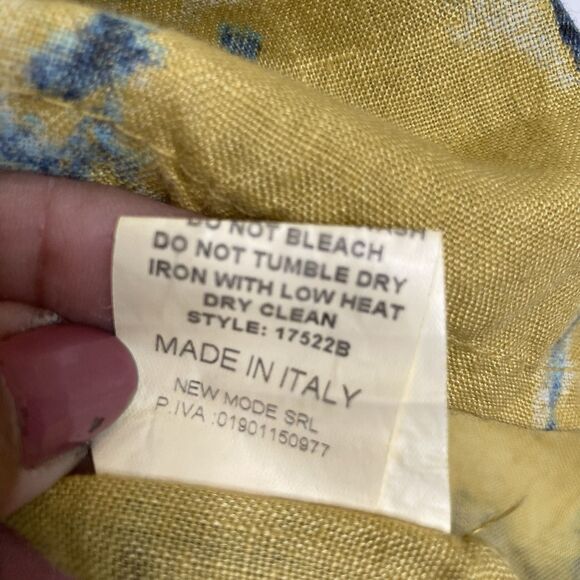 WASH
DO NOT BLEACH
DO NOT TUMBLE DRY
IRON WITH LOW HEAT
DRY CLEAN
STYLE: 17522B
MADE IN ITALY
NEW MODE SRL
P.IVA :01901150977